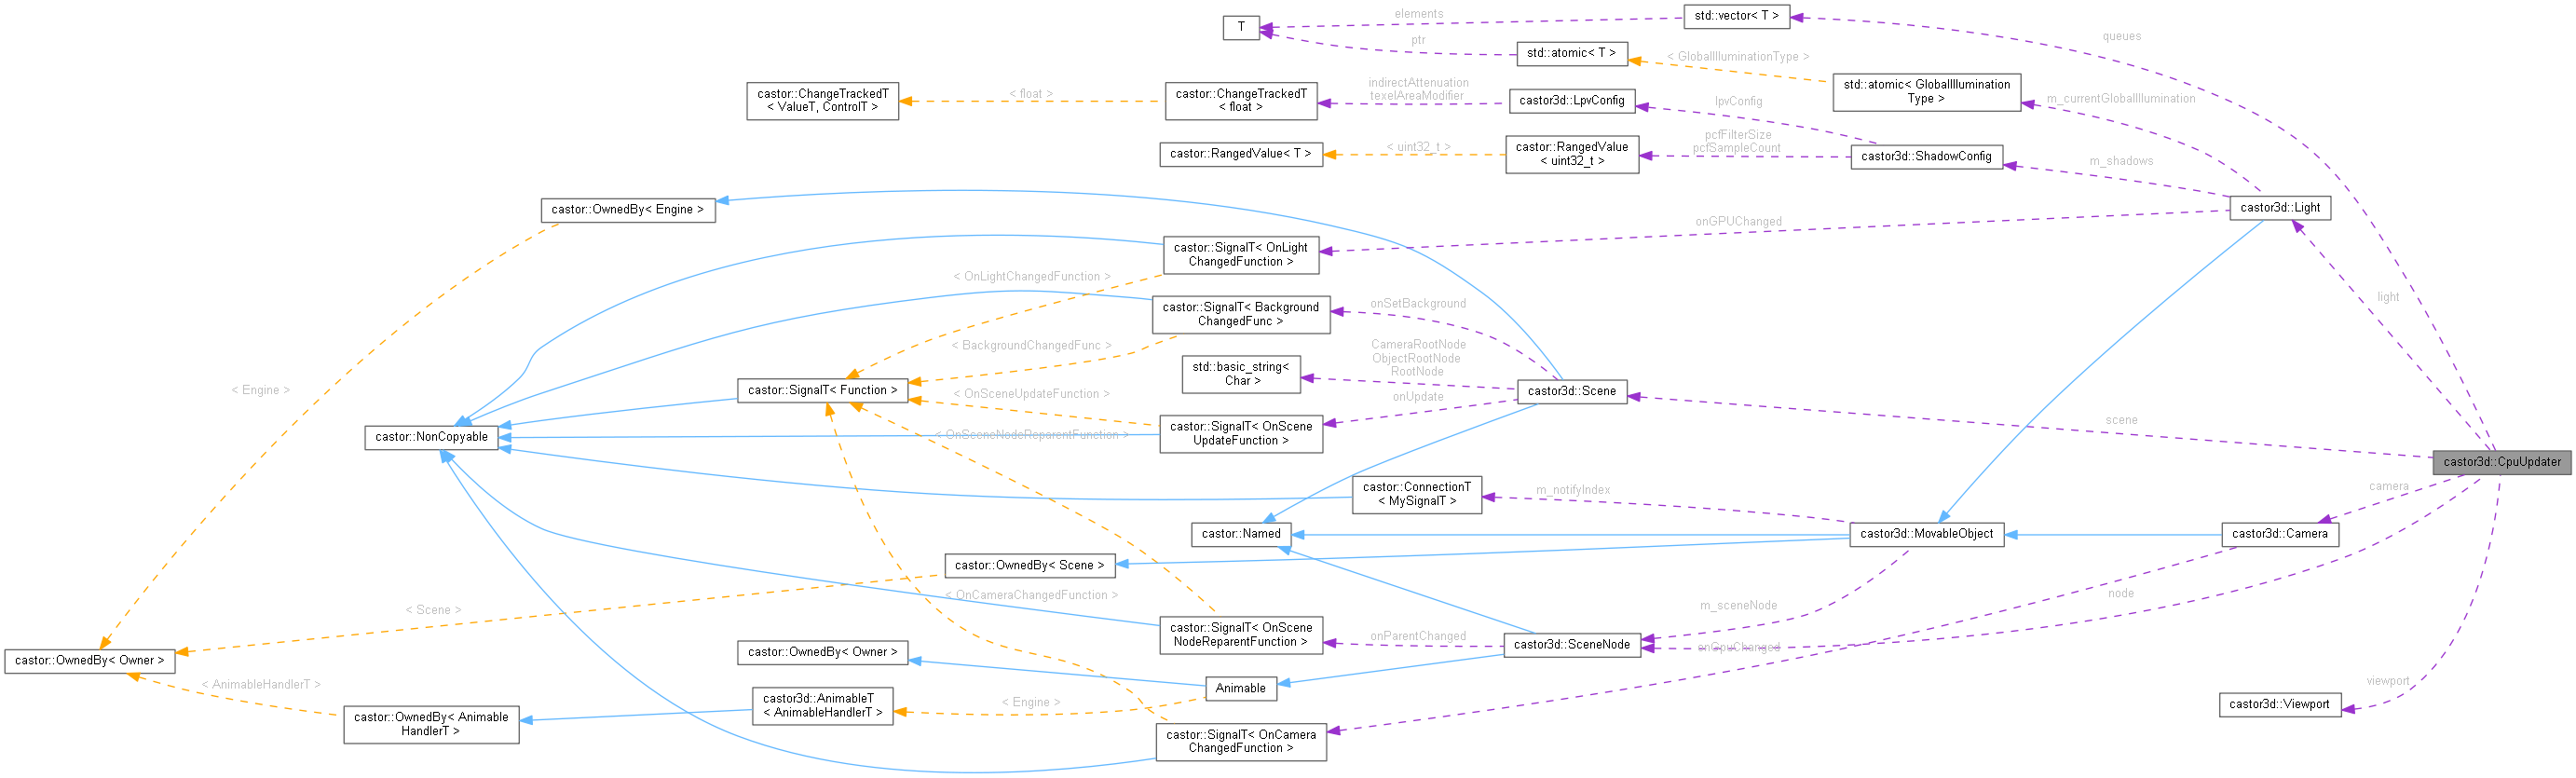 elements
std::vector< T >
T
queues
ptr
std::atomic< T >
< GlobalIlluminationType >
std::atomic< GlobalIllumination
Type >
castor::ChangeTrackedT
< ValueT, ControlT >
< float >
castor::ChangeTrackedT
< float >
indirectAttenuation
texelAreaModifier
castor3d::LpvConfig
lpvConfig
m_currentGlobalIllumination
castor::RangedValue< T >
< uint32_t >
castor::RangedValue
< uint32_t >
pcfFilterSize
pcfSampleCount
castor3d::ShadowConfig
m_shadows
castor::OwnedBy< Engine >
castor3d::Light
onGPUChanged
castor::SignalT< OnLight
ChangedFunction >
< OnLightChangedFunction >
castor::SignalT< Background
ChangedFunc >
onSetBackground
light
< BackgroundChangedFunc >
CameraRootNode
ObjectRootNode
RootNode
std::basic_string<
Char >
< Engine >
castor::SignalT< Function >
castor3d::Scene
< OnSceneUpdateFunction >
onUpdate
castor::SignalT< OnScene
UpdateFunction >
scene
castor::NonCopyable
< OnSceneNodeReparentFunction >
castor3d::CpuUpdater
castor::ConnectionT
< MySignalT >
m_notifyIndex
camera
castor::Named
castor3d::MovableObject
castor3d::Camera
castor::OwnedBy< Scene >
< OnCameraChangedFunction >
< Scene >
m_sceneNode
node
castor::SignalT< OnScene
NodeReparentFunction >
onParentChanged
castor3d::SceneNode
onGpuChanged
castor::OwnedBy< Owner >
castor::OwnedBy< Owner >
< AnimableHandlerT >
Animable
viewport
castor::OwnedBy< Animable
HandlerT >
castor3d::AnimableT
< AnimableHandlerT >
< Engine >
castor3d::Viewport
castor::SignalT< OnCamera
ChangedFunction >